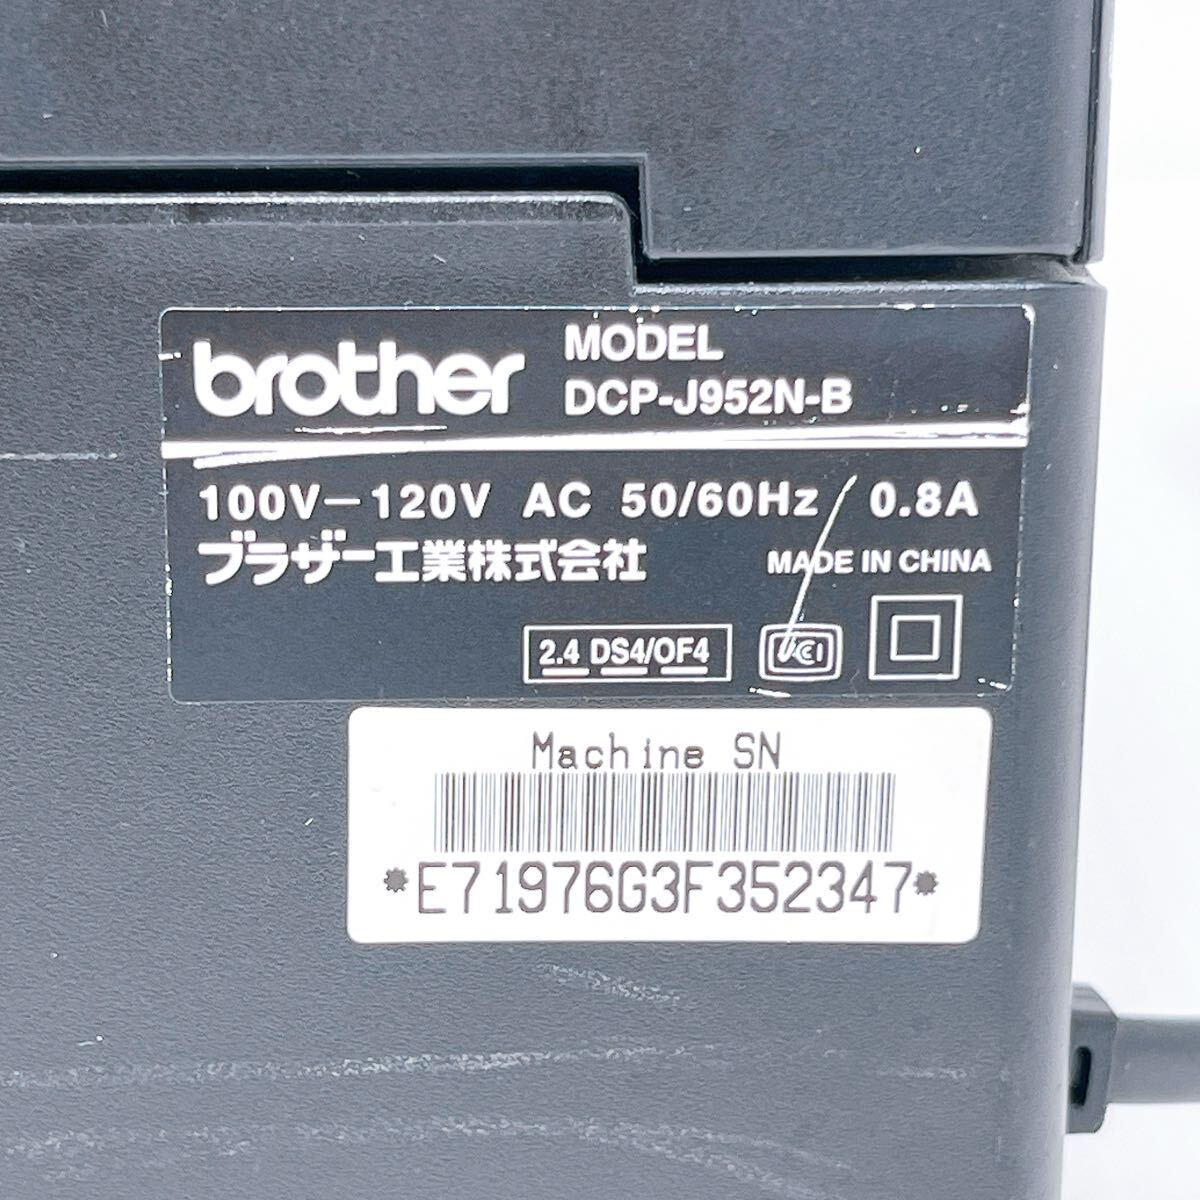 brother
MODEL
DCP-J952N-B
100V-120V AC 50/60Hz 0.8A
ブラザー工業株式会社
MADE IN CHINA
2.4 DS4/OF4
Machine SN
*E71976G3F352347*